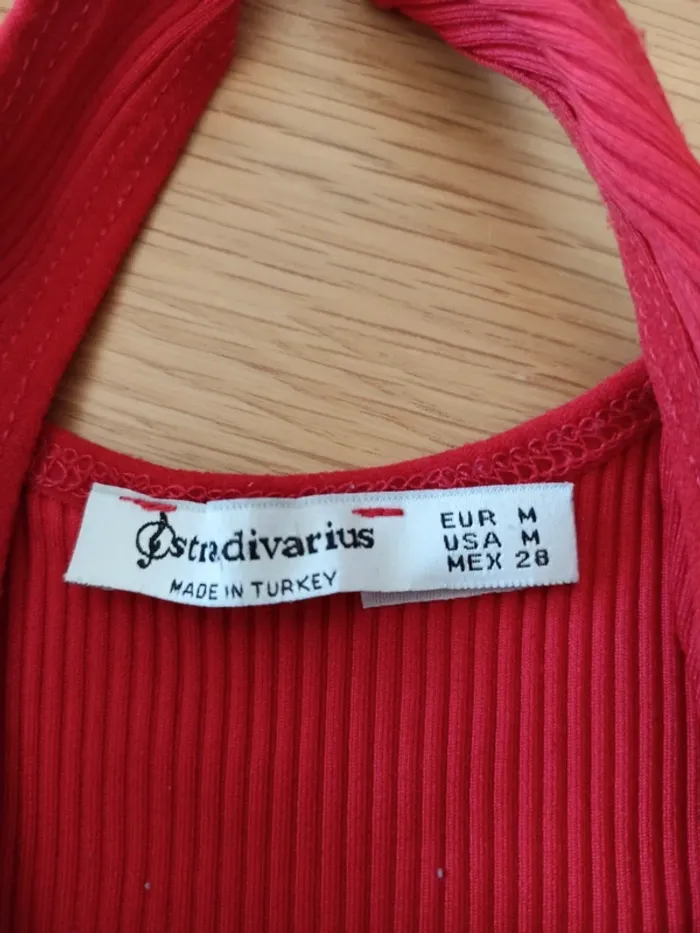 stradivarius
MADE IN TURKEY
EUR M
USA M
MEX 28